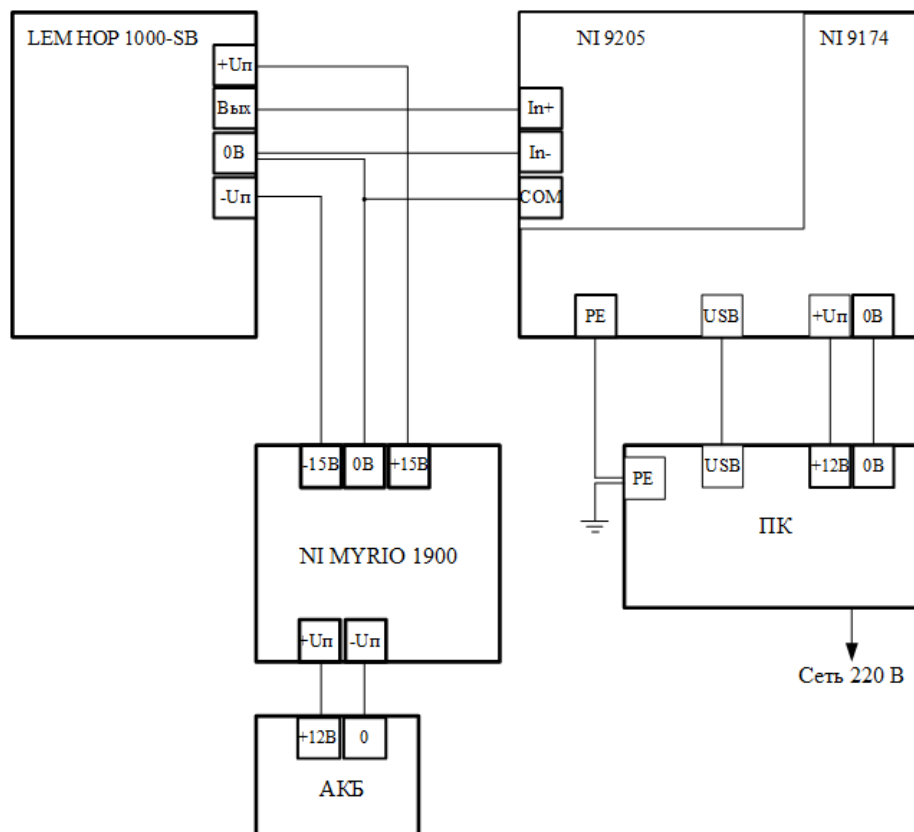 LEM HOP 1000-SB
+Uп
Вых
0В
-Uп
NI 9205
NI 9174
In+
In-
COM
PE
USB
+Uп
0В
-15В
0В
+15В
NI MYRIO 1900
+Uп
-Uп
+12В
0
АКБ
PE
USB
+12В
0В
ПК
Сеть 220 В